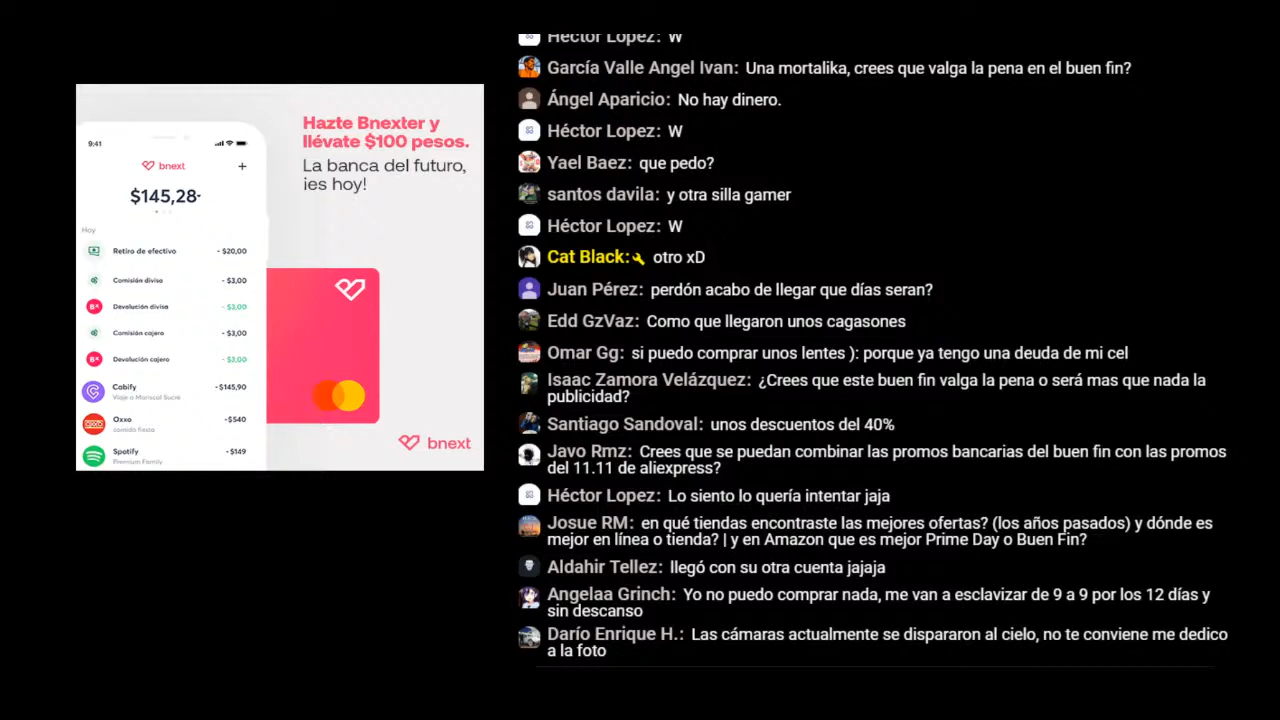 Hazte Bnexter y
llévate $100 pesos.
La banca del futuro,
¡es hoy!
9:41
bnext
+
$145,28
Hoy
Retiro de efectivo - $20,00
Comisión divisa - $3,00
Devolución divisa - $3,00
Comisión cajero - $3,00
Devolución cajero - $3,00
Cabify -$145,90
Viaje a Mariscal Sucre
OXXO
Oxxo -$540
comida fiesta
Spotify -$149
Premium Family
bnext
Héctor Lopez: W
García Valle Angel Ivan: Una mortalika, crees que valga la pena en el buen fin?
Ángel Aparicio: No hay dinero.
Héctor Lopez: W
Yael Baez: que pedo?
santos davila: y otra silla gamer
Héctor Lopez: W
Cat Black: otro xD
Juan Pérez: perdón acabo de llegar que días seran?
Edd GzVaz: Como que llegaron unos cagasones
Omar Gg: si puedo comprar unos lentes ): porque ya tengo una deuda de mi cel
Isaac Zamora Velázquez: ¿Crees que este buen fin valga la pena o será mas que nada la
publicidad?
Santiago Sandoval: unos descuentos del 40%
Javo Rmz: Crees que se puedan combinar las promos bancarias del buen fin con las promos
del 11.11 de aliexpress?
Héctor Lopez: Lo siento lo quería intentar jaja
Josue RM: en qué tiendas encontraste las mejores ofertas? (los años pasados) y dónde es
mejor en línea o tienda? | y en Amazon que es mejor Prime Day o Buen Fin?
Aldahir Tellez: llegó con su otra cuenta jajaja
Angelaa Grinch: Yo no puedo comprar nada, me van a esclavizar de 9 a 9 por los 12 días y
sin descanso
Darío Enrique H.: Las cámaras actualmente se dispararon al cielo, no te conviene me dedico
a la foto